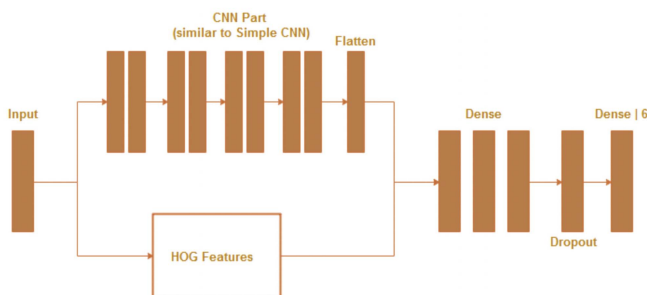 CNN Part
(similar to Simple CNN)
Flatten
Input
Dense
Dense | 6
HOG Features
Dropout